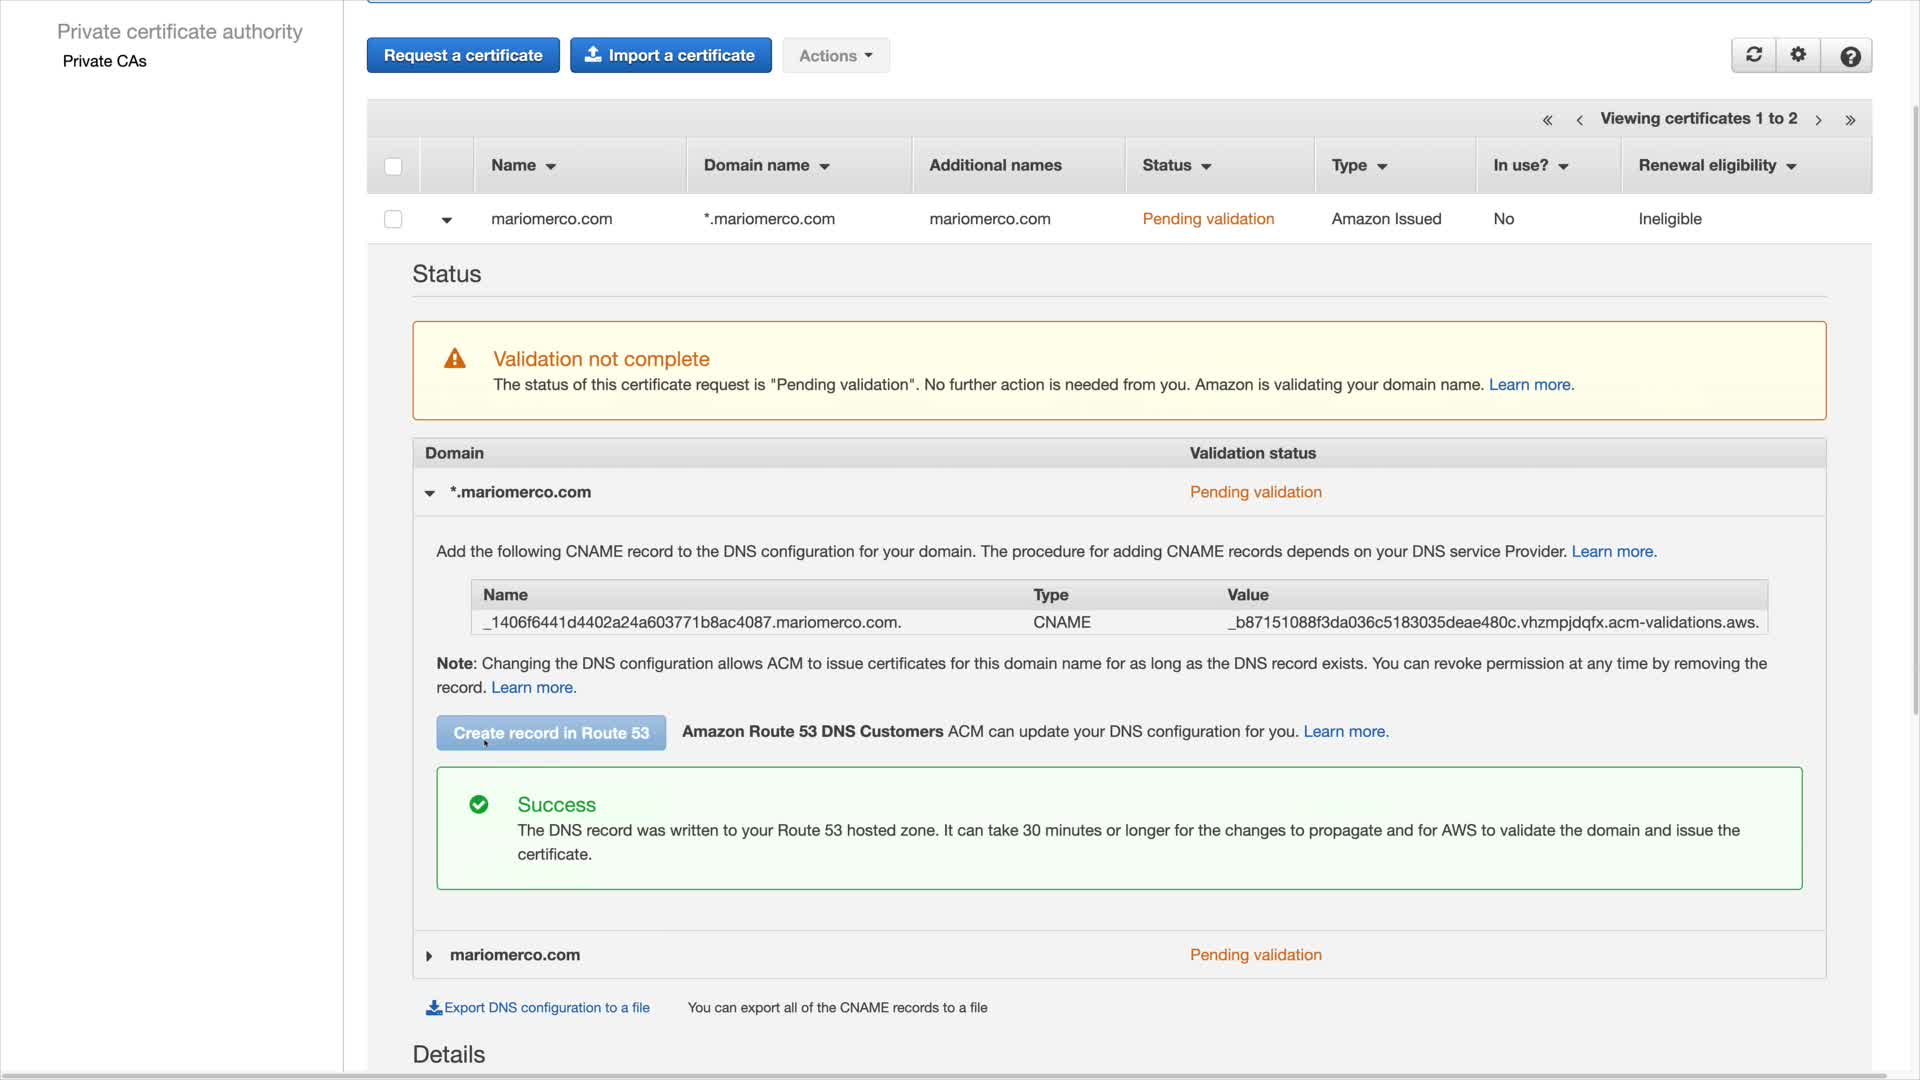 Private certificate authority
Private CAs
Request a certificate
Import a certificate
Actions
« ‹ Viewing certificates 1 to 2 › »
Name
Domain name
Additional names
Status
Type
In use?
Renewal eligibility
mariomerco.com
*.mariomerco.com
mariomerco.com
Pending validation
Amazon Issued
No
Ineligible
Status
Validation not complete
The status of this certificate request is "Pending validation". No further action is needed from you. Amazon is validating your domain name. Learn more.
Domain
Validation status
*.mariomerco.com
Pending validation
Add the following CNAME record to the DNS configuration for your domain. The procedure for adding CNAME records depends on your DNS service Provider. Learn more.
Name
Type
Value
_1406f6441d4402a24a603771b8ac4087.mariomerco.com.
CNAME
_b87151088f3da036c5183035deae480c.vhzmpjdqfx.acm-validations.aws.
Note: Changing the DNS configuration allows ACM to issue certificates for this domain name for as long as the DNS record exists. You can revoke permission at any time by removing the
record. Learn more.
Create record in Route 53
Amazon Route 53 DNS Customers ACM can update your DNS configuration for you. Learn more.
Success
The DNS record was written to your Route 53 hosted zone. It can take 30 minutes or longer for the changes to propagate and for AWS to validate the domain and issue the
certificate.
mariomerco.com
Pending validation
Export DNS configuration to a file
You can export all of the CNAME records to a file
Details